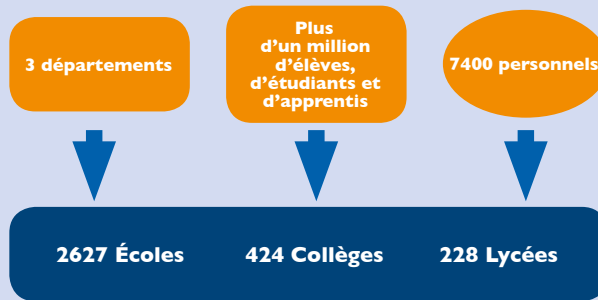 3 départements
Plus
d'un million
d'élèves,
d'étudiants et
d'apprentis
7400 personnels
2627 Écoles
424 Collèges
228 Lycées